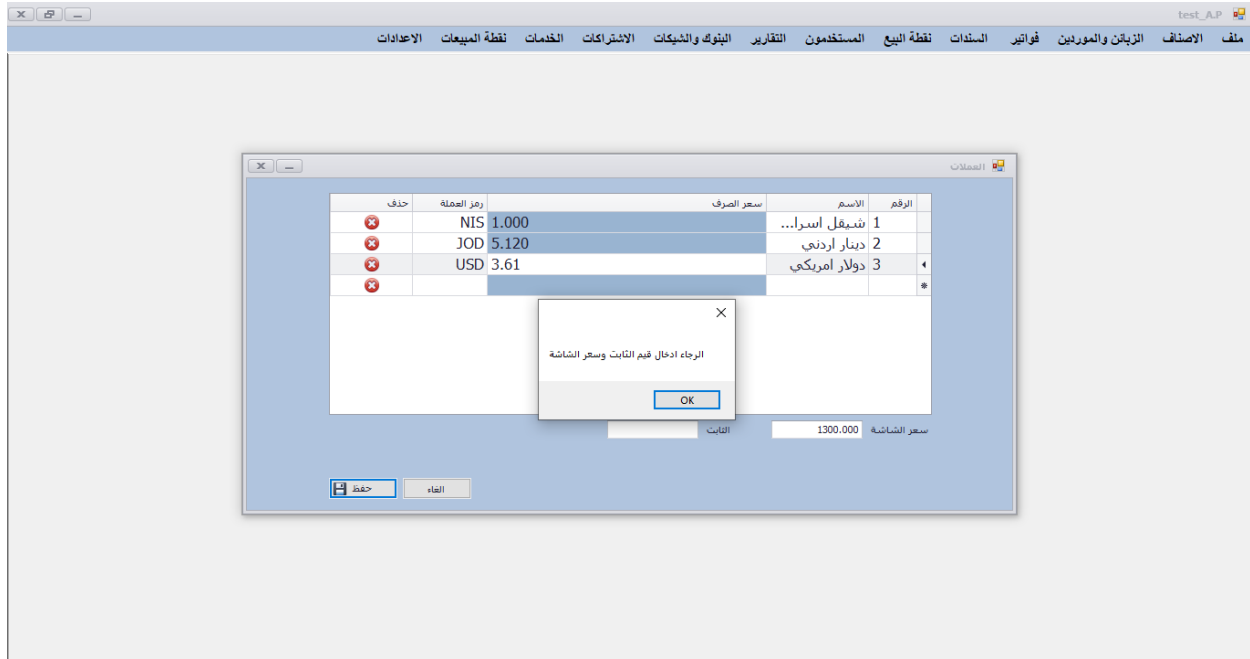 test_A.P
ملف الاصناف الزبائن والموردين فواتير السندات نقطة البيع المستخدمون التقارير البنوك والشيكات الاشتراكات الخدمات نقطة المبيعات الاعدادات
العملات
الرقم الاسم سعر الصرف رمز العملة حذف
1 شيقل اسرا... 1.000 NIS
2 دينار اردني 5.120 JOD
3 دولار امريكي 3.61 USD
الرجاء ادخال قيم الثابت وسعر الشاشة
OK
سعر الشاشة 1300.000 الثابت
الغاء حفظ